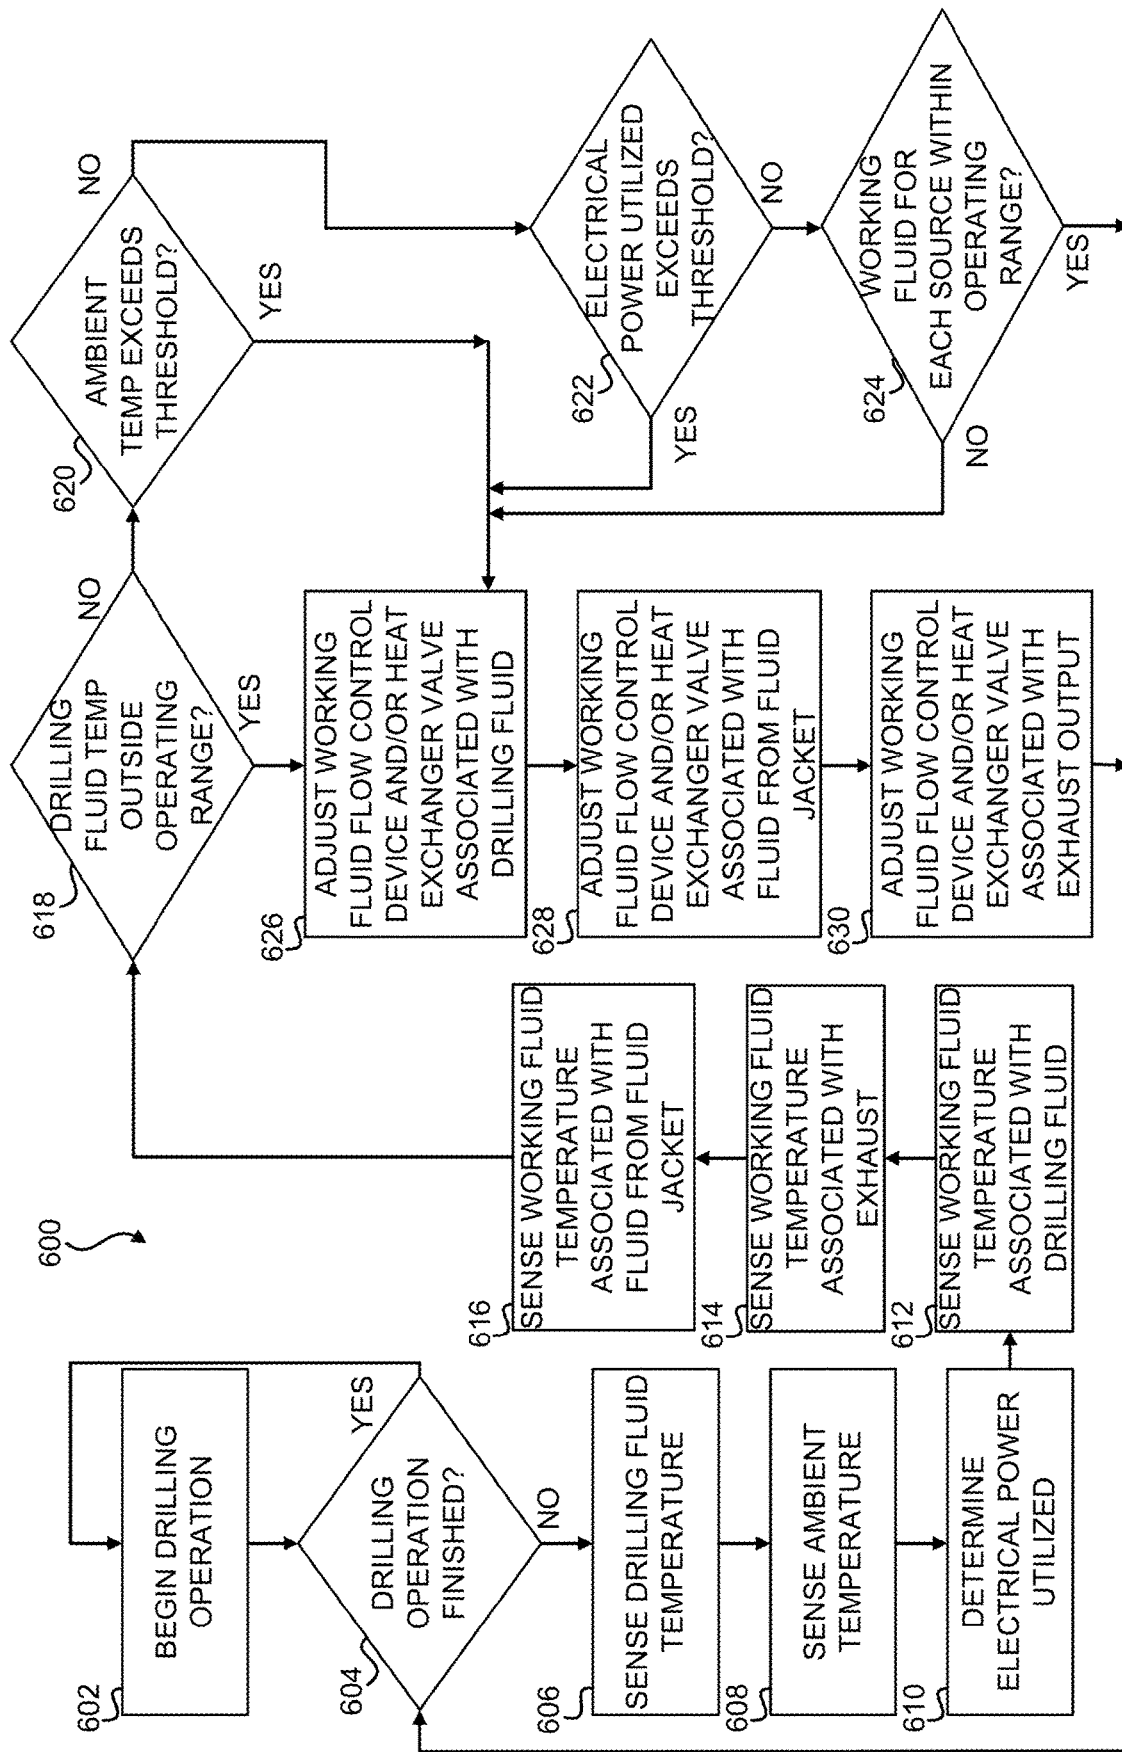 600
602
BEGIN DRILLING
OPERATION
604
DRILLING
OPERATION
FINISHED?
YES
NO
606
SENSE DRILLING FLUID
TEMPERATURE
608
SENSE AMBIENT
TEMPERATURE
610
DETERMINE
ELECTRICAL POWER
UTILIZED
616
SENSE WORKING FLUID
TEMPERATURE
ASSOCIATED WITH
FLUID FROM FLUID
JACKET
614
SENSE WORKING FLUID
TEMPERATURE
ASSOCIATED WITH
EXHAUST
612
SENSE WORKING FLUID
TEMPERATURE
ASSOCIATED WITH
DRILLING FLUID
618
DRILLING
FLUID TEMP
OUTSIDE
OPERATING
RANGE?
NO
YES
626
ADJUST WORKING
FLUID FLOW CONTROL
DEVICE AND/OR HEAT
EXCHANGER VALVE
ASSOCIATED WITH
DRILLING FLUID
628
ADJUST WORKING
FLUID FLOW CONTROL
DEVICE AND/OR HEAT
EXCHANGER VALVE
ASSOCIATED WITH
FLUID FROM FLUID
JACKET
630
ADJUST WORKING
FLUID FLOW CONTROL
DEVICE AND/OR HEAT
EXCHANGER VALVE
ASSOCIATED WITH
EXHAUST OUTPUT
620
AMBIENT
TEMP EXCEEDS
THRESHOLD?
NO
YES
622
ELECTRICAL
POWER UTILIZED
EXCEEDS
THRESHOLD?
YES
NO
624
WORKING
FLUID FOR
EACH SOURCE WITHIN
OPERATING
RANGE?
NO
YES